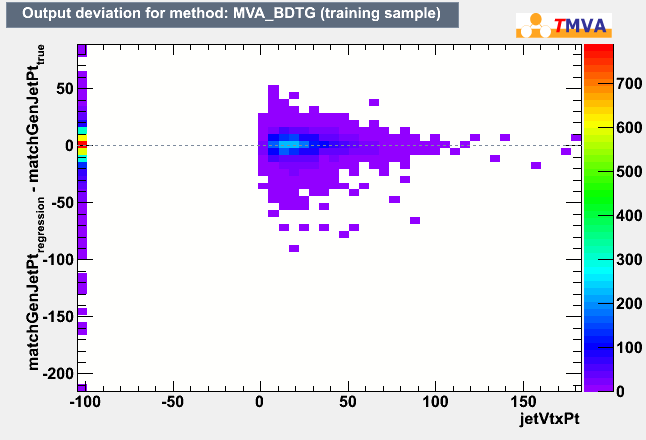 Output deviation for method: MVA_BDTG (training sample)
TMVA
matchGenJetPt_regression - matchGenJetPt_true
50
0
-50
-100
-150
-200
-100 -50 0 50 100 150
jetVtxPt
700
600
500
400
300
200
100
0